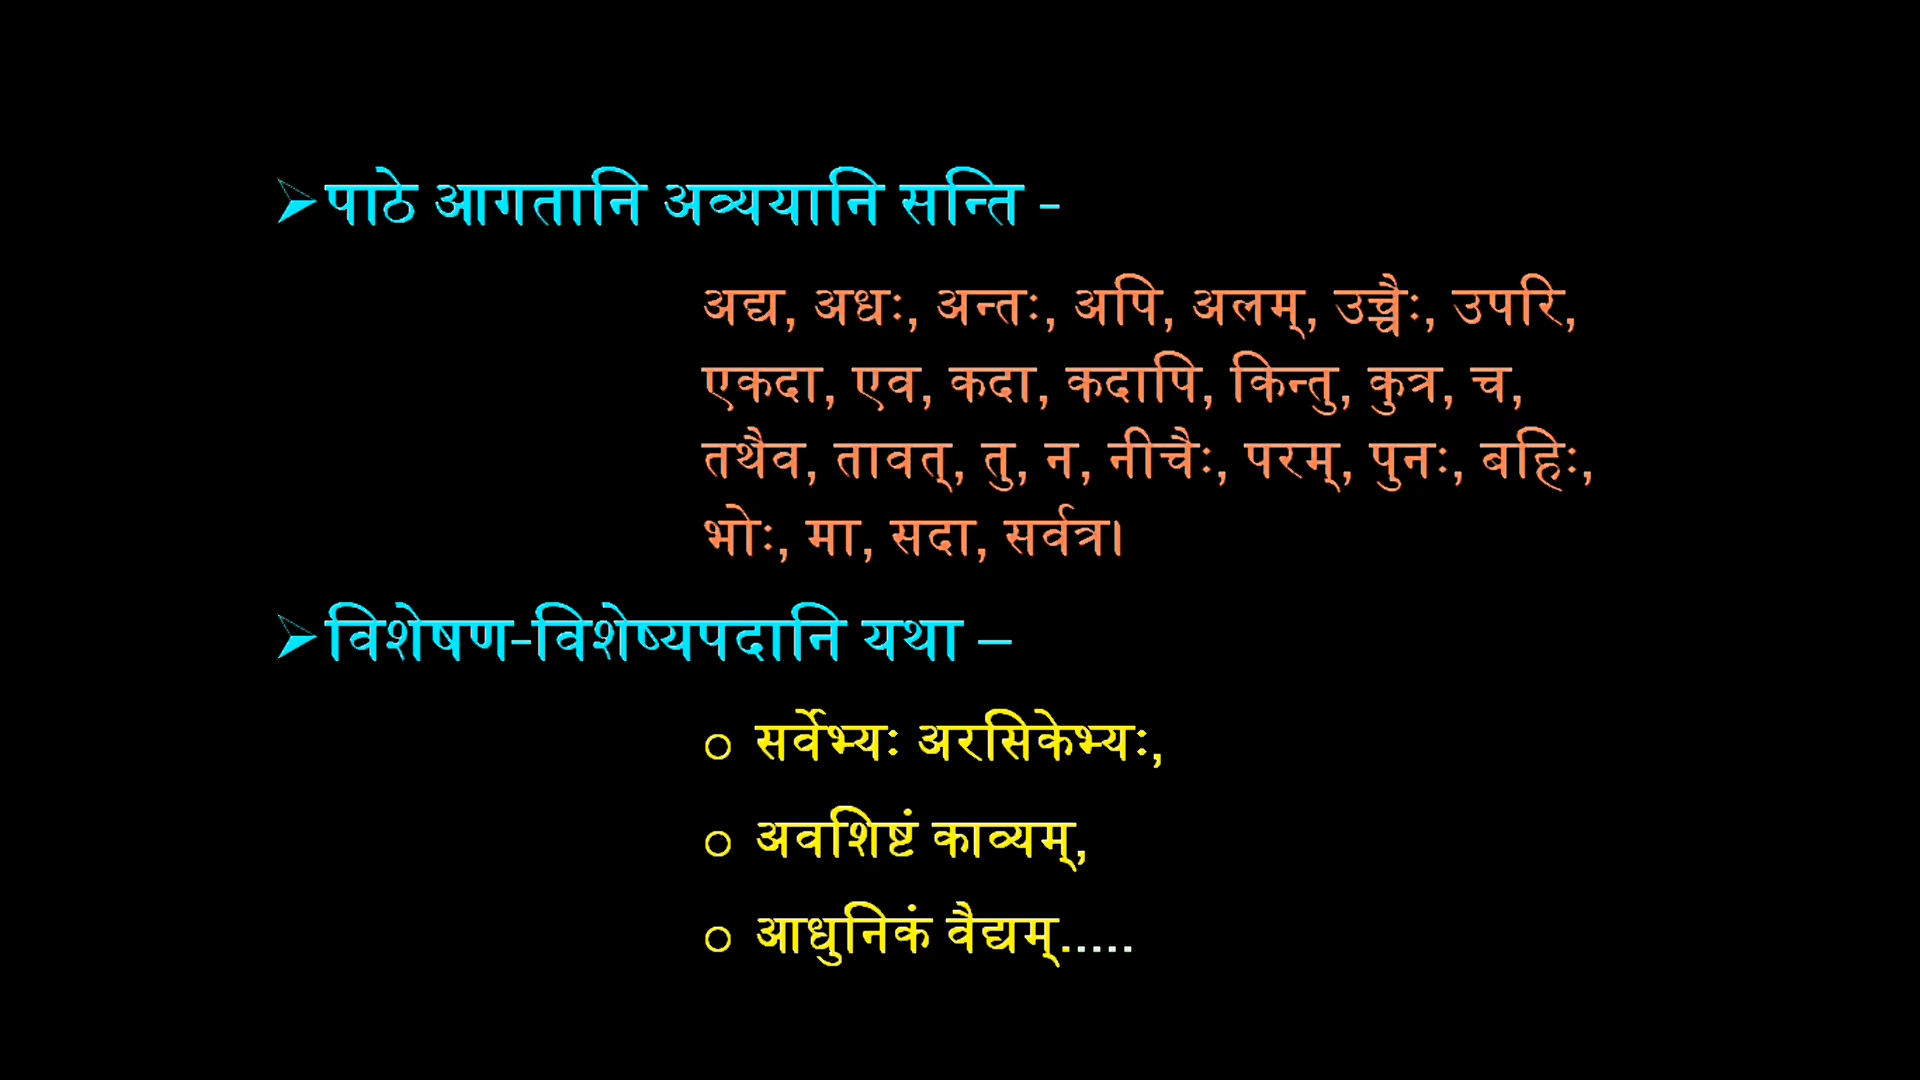 ➢पाठे आगतानि अव्ययानि सन्ति -
अद्य, अधः, अन्तः, अपि, अलम्, उच्चैः, उपरि,
एकदा, एव, कदा, कदापि, किन्तु, कुत्र, च,
तथैव, तावत्, तु, न, नीचैः, परम्, पुनः, बहिः,
भोः, मा, सदा, सर्वत्र।
➢विशेषण-विशेष्यपदानि यथा –
o सर्वेभ्यः अरसिकेभ्यः,
o अवशिष्टं काव्यम्,
o आधुनिकं वैद्यम्.....